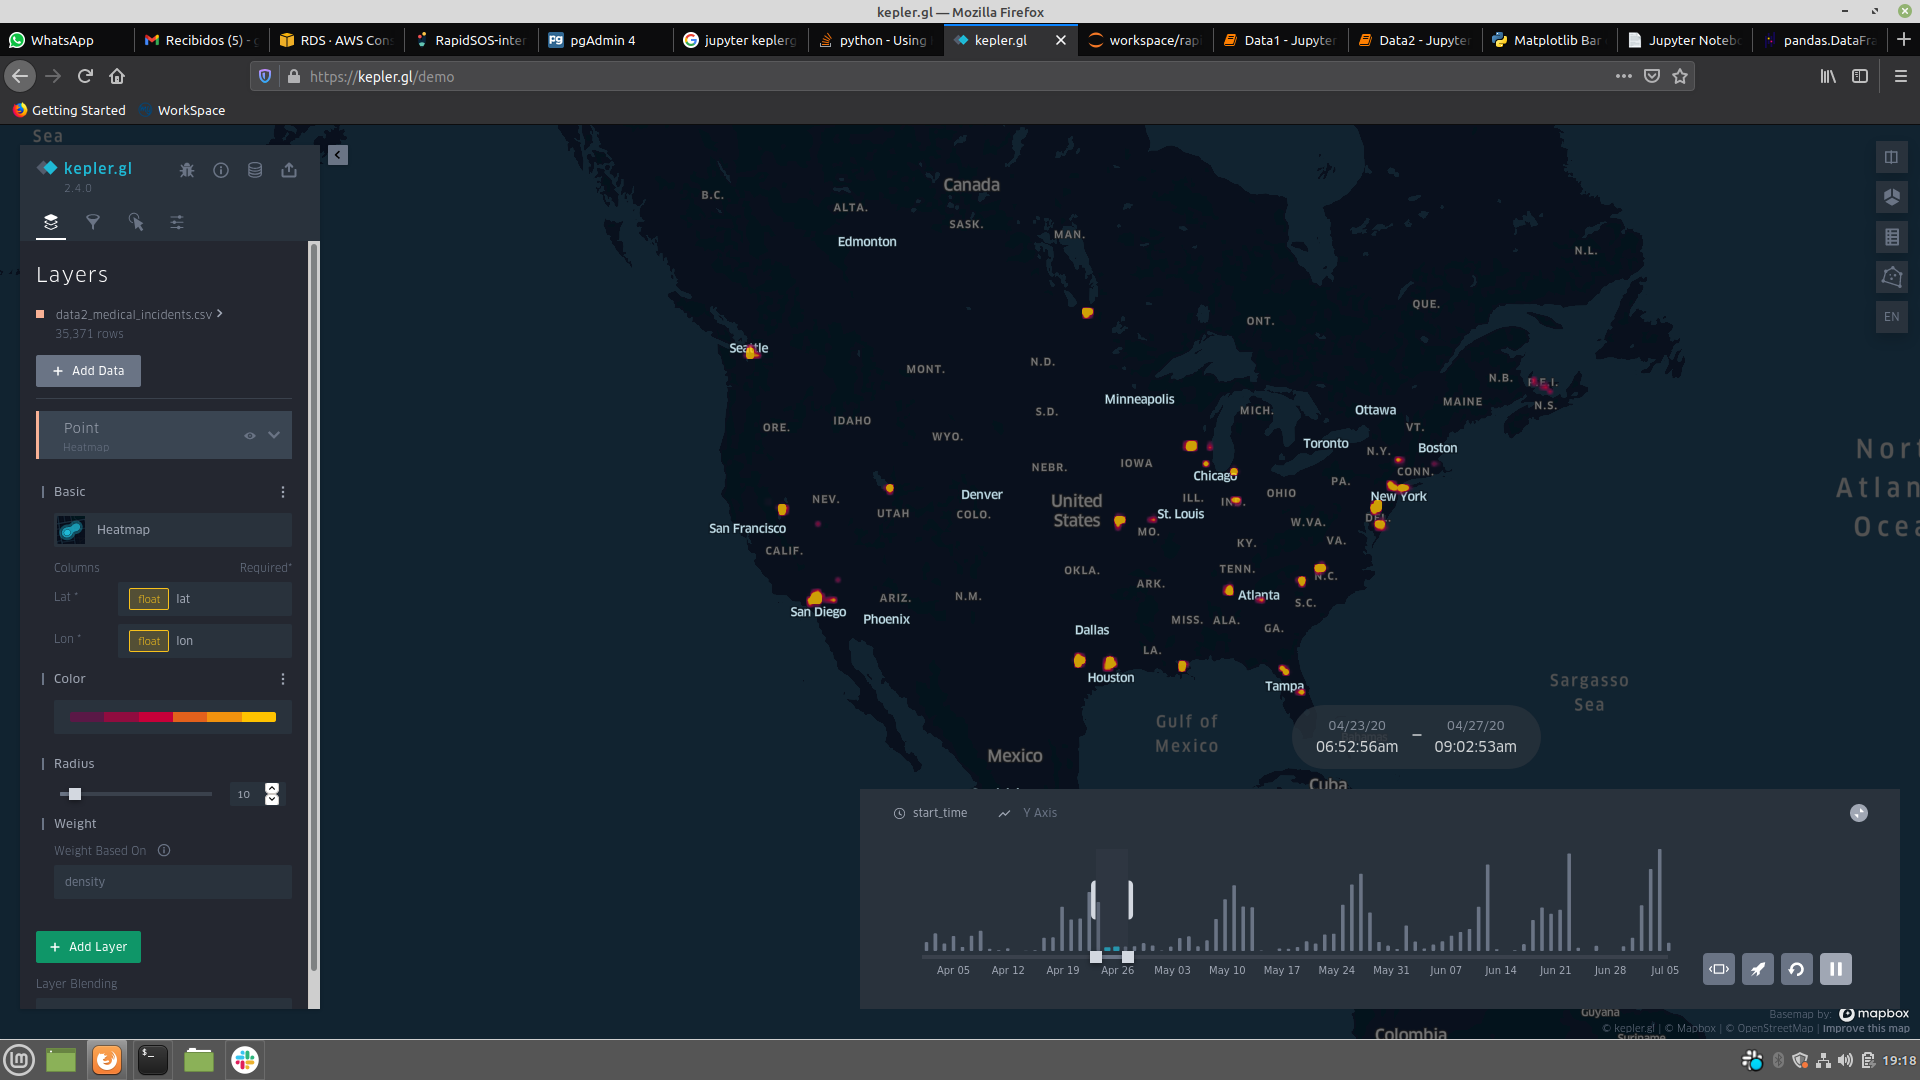 kepler.gl — Mozilla Firefox
WhatsApp
Recibidos (5) - g
RDS · AWS Cons
RapidSOS-inter
pgAdmin 4
jupyter keplerg
python - Using
kepler.gl
workspace/rapi
Data1 - Jupyter
Data2 - Jupyter
Matplotlib Bar
Jupyter Noteb
pandas.DataFra
https://kepler.gl/demo
Getting Started
WorkSpace
Sea
kepler.gl
2.4.0
Layers
data2_medical_incidents.csv
35,371 rows
+ Add Data
Point
Heatmap
Basic
Heatmap
Columns Required*
Lat * float lat
Lon * float lon
Color
Radius
10
Weight
Weight Based On
density
+ Add Layer
Layer Blending
Canada
B.C.
ALTA.
SASK.
MAN.
Edmonton
N.L.
QUE.
ONT.
EN
Seattle
N.D.
MONT.
N.B.
P.E.I.
Minneapolis
MAINE
N.S.
S.D.
MICH.
Ottawa
IDAHO
ORE.
WYO.
VT.
Toronto
Boston
N.Y.
NEBR.
IOWA
CONN.
Chicago
PA.
Denver
NEV.
United
States
ILL.
IND.
OHIO
New York
UTAH
COLO.
St. Louis
DEL.
San Francisco
MO.
W.VA.
CALIF.
KY.
VA.
OKLA.
TENN.
N.C.
ARK.
ARIZ.
N.M.
Atlanta
S.C.
San Diego
Phoenix
MISS.
ALA.
GA.
Dallas
LA.
Houston
Tampa
Nort
Atlan
Ocea
Sargasso
Sea
Gulf of
Mexico
Mexico
Cuba
04/23/20
06:52:56am
–
04/27/20
09:02:53am
start_time
Y Axis
Apr 05 Apr 12 Apr 19 Apr 26 May 03 May 10 May 17 May 24 May 31 Jun 07 Jun 14 Jun 21 Jun 28 Jul 05
Guyana
Colombia
Suriname
Basemap by: mapbox
© kepler.gl | © Mapbox | © OpenStreetMap | Improve this map
19:18